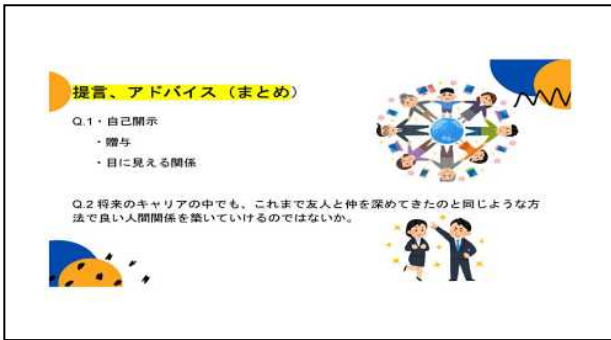 提言、アドバイス（まとめ）
Q.1・自己開示
・贈与
・目に見える関係
Q.2 将来のキャリアの中でも、これまで友人と仲を深めてきたのと同じような方
法で良い人間関係を築いていけるのではないか。